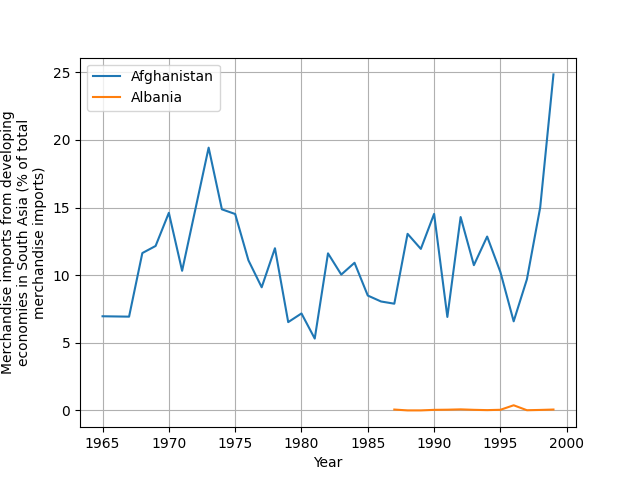 Afghanistan
Albania
Merchandise imports from developing
economies in South Asia (% of total
merchandise imports)
25
20
15
10
5
0
1965 1970 1975 1980 1985 1990 1995 2000
Year